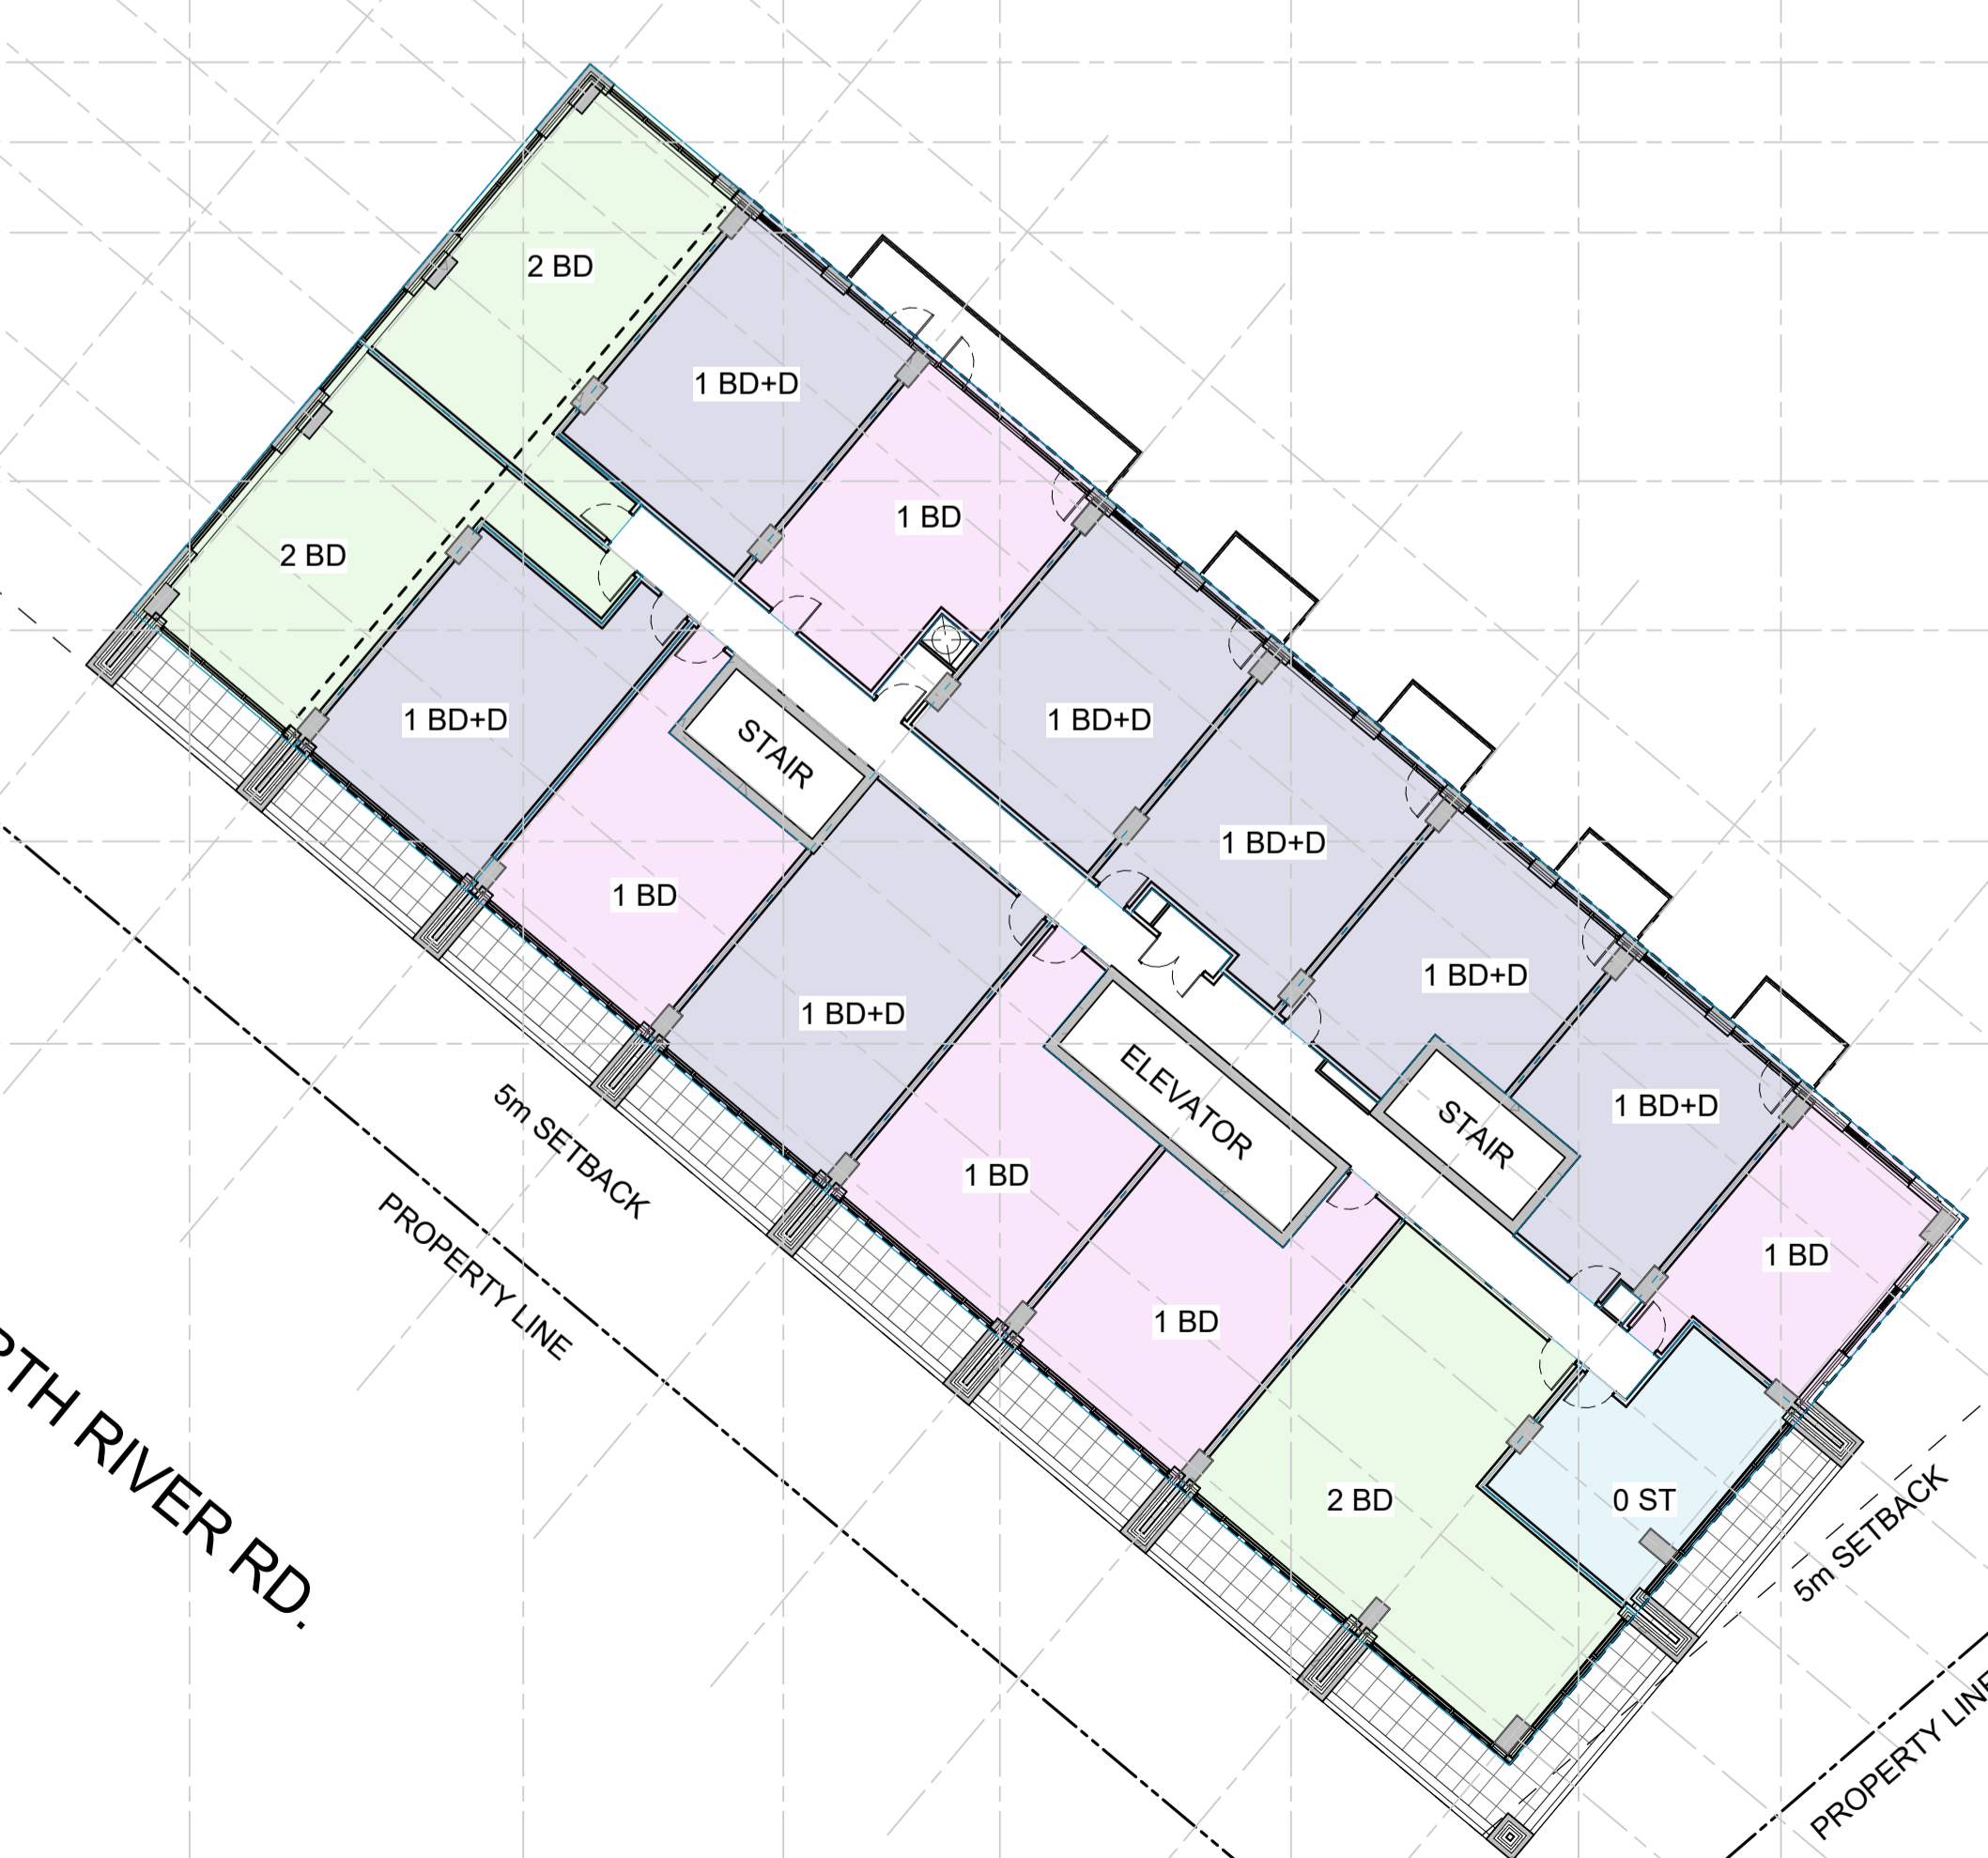 2 BD
1 BD+D
1 BD
2 BD
1 BD+D
1 BD+D
STAIR
1 BD+D
1 BD
1 BD+D
1 BD+D
1 BD+D
ELEVATOR
STAIR
1 BD
1 BD
1 BD
2 BD
0 ST
5m SETBACK
PROPERTY LINE
RTH RIVER RD.
5m SETBACK
PROPERTY LINE